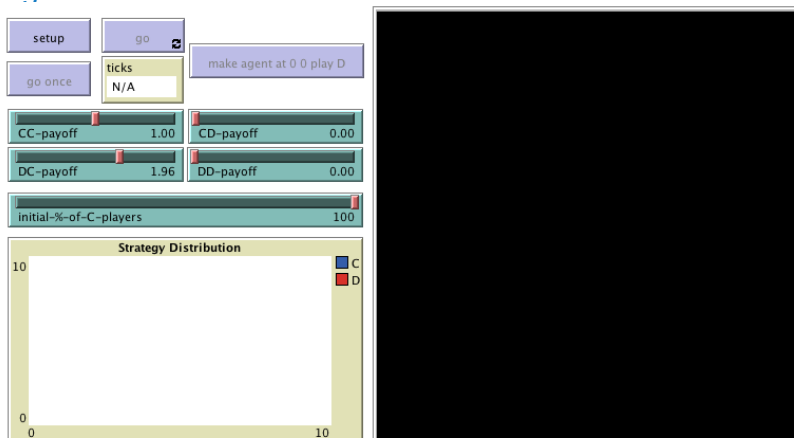 setup
go
go once
ticks
N/A
make agent at 0 0 play D
CC-payoff 1.00
CD-payoff 0.00
DC-payoff 1.96
DD-payoff 0.00
initial-%-of-C-players 100
Strategy Distribution
10
C
D
0
0 10